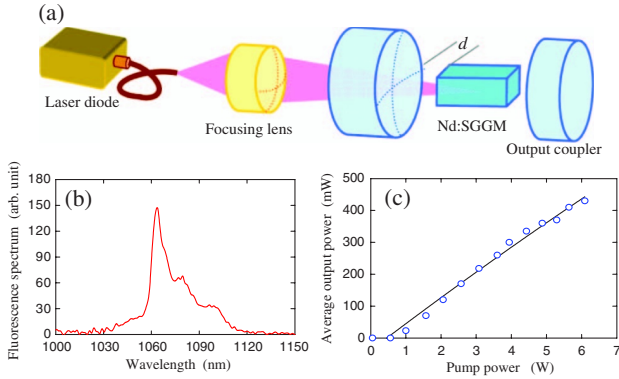 (a)
d
Laser diode
Focusing lens
Nd:SGGM
Output coupler
(b)
Fluorescence spectrum (arb. unit)
180
150
120
90
60
30
0
1000 1030 1060 1090 1120 1150
Wavelength (nm)
(c)
Average output power (mW)
500
400
300
200
100
0
0 1 2 3 4 5 6 7
Pump power (W)